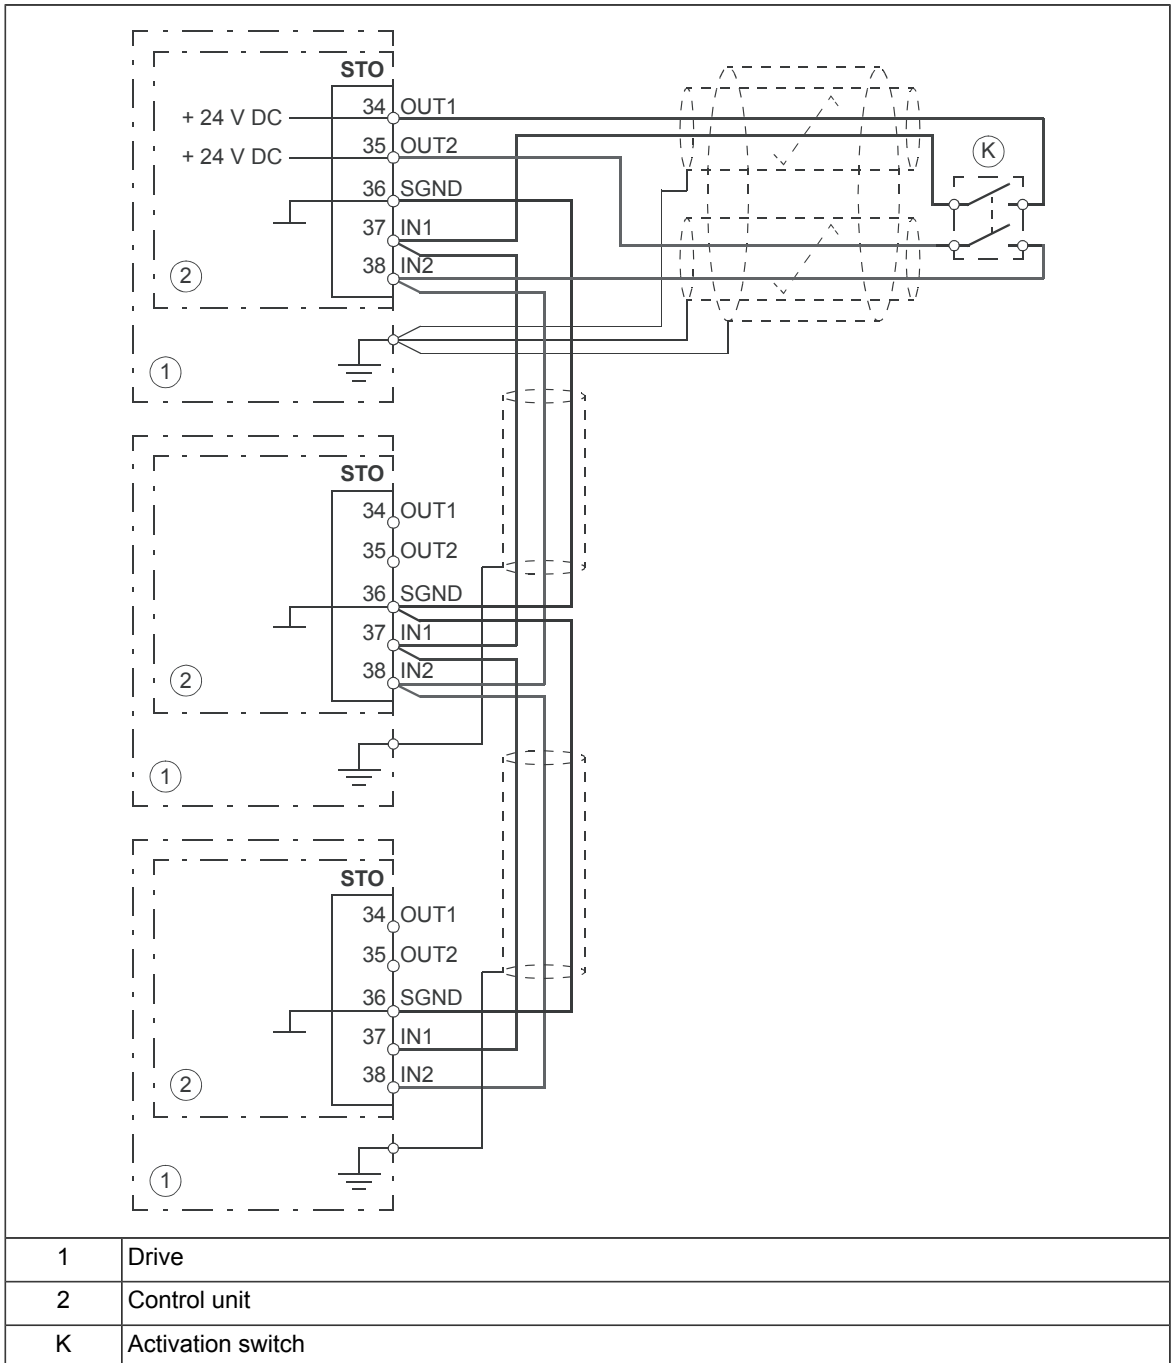 STO
+ 24 V DC 34 OUT1
+ 24 V DC 35 OUT2
K
36 SGND
37 IN1
38 IN2
2
1
STO
34 OUT1
35 OUT2
36 SGND
37 IN1
38 IN2
2
1
STO
34 OUT1
35 OUT2
36 SGND
37 IN1
38 IN2
2
1
1 Drive
2 Control unit
K Activation switch